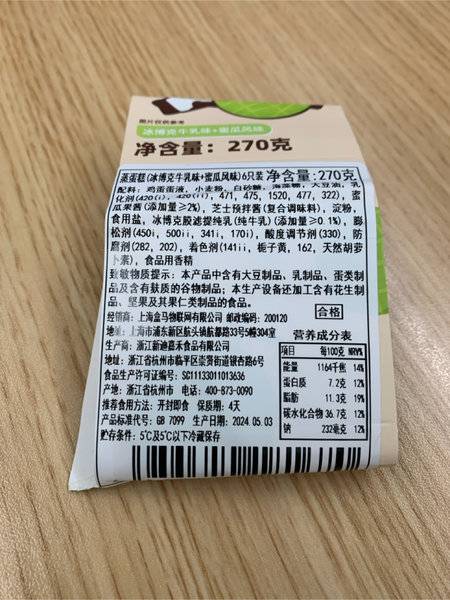 图片仅供参考
冰博克牛乳味+蜜瓜风味
净含量：270克
蒸蛋糕(冰博克牛乳味+蜜瓜风味)6只装 净含量:270克
配料：鸡蛋蛋液，小麦粉，白砂糖，海藻糖，大豆油，乳
化剂(420(i), 420(ii), 471, 475, 1520, 477, 322), 蜜
瓜果酱(添加量≥2%), 芝士预拌酱(复合调味料), 淀粉,
食用盐, 冰博克脱述提纯乳(纯牛乳)(添加量≥0.1%), 膨
松剂(450i, 500ii, 341i, 170i), 酸度调节剂(330), 防
腐剂(282, 202), 着色剂(141ii, 栀子黄, 162, 天然胡萝
卜素), 食品用香精
致敏物质提示：本产品中含有大豆制品、乳制品、蛋类制
品及含有麸质的谷物制品；本生产设备还加工含有花生制
品、坚果及其果仁类制品的食品。
合格
经销商：上海盒马物联网有限公司 邮政编码：200120
地址：上海市浦东新区航头镇航都路33号5幢304室
生产商：浙江新迪嘉禾食品有限公司
地址：浙江省杭州市临平区崇贤街道银杏路6号
食品生产许可证编号：SC11133011013636
产地：浙江省杭州市 电话：400-873-0090
推荐食用方法：开封即食 保质期：4天
产品标准代号：GB 7099 生产日期：2024.05.03
贮存条件：5℃及5℃以下冷藏保存
营养成分表
项目 每100克 NRV%
能量 1164千焦 14%
蛋白质 7.2克 12%
脂肪 11.3克 19%
碳水化合物 36.7克 12%
钠 232毫克 12%